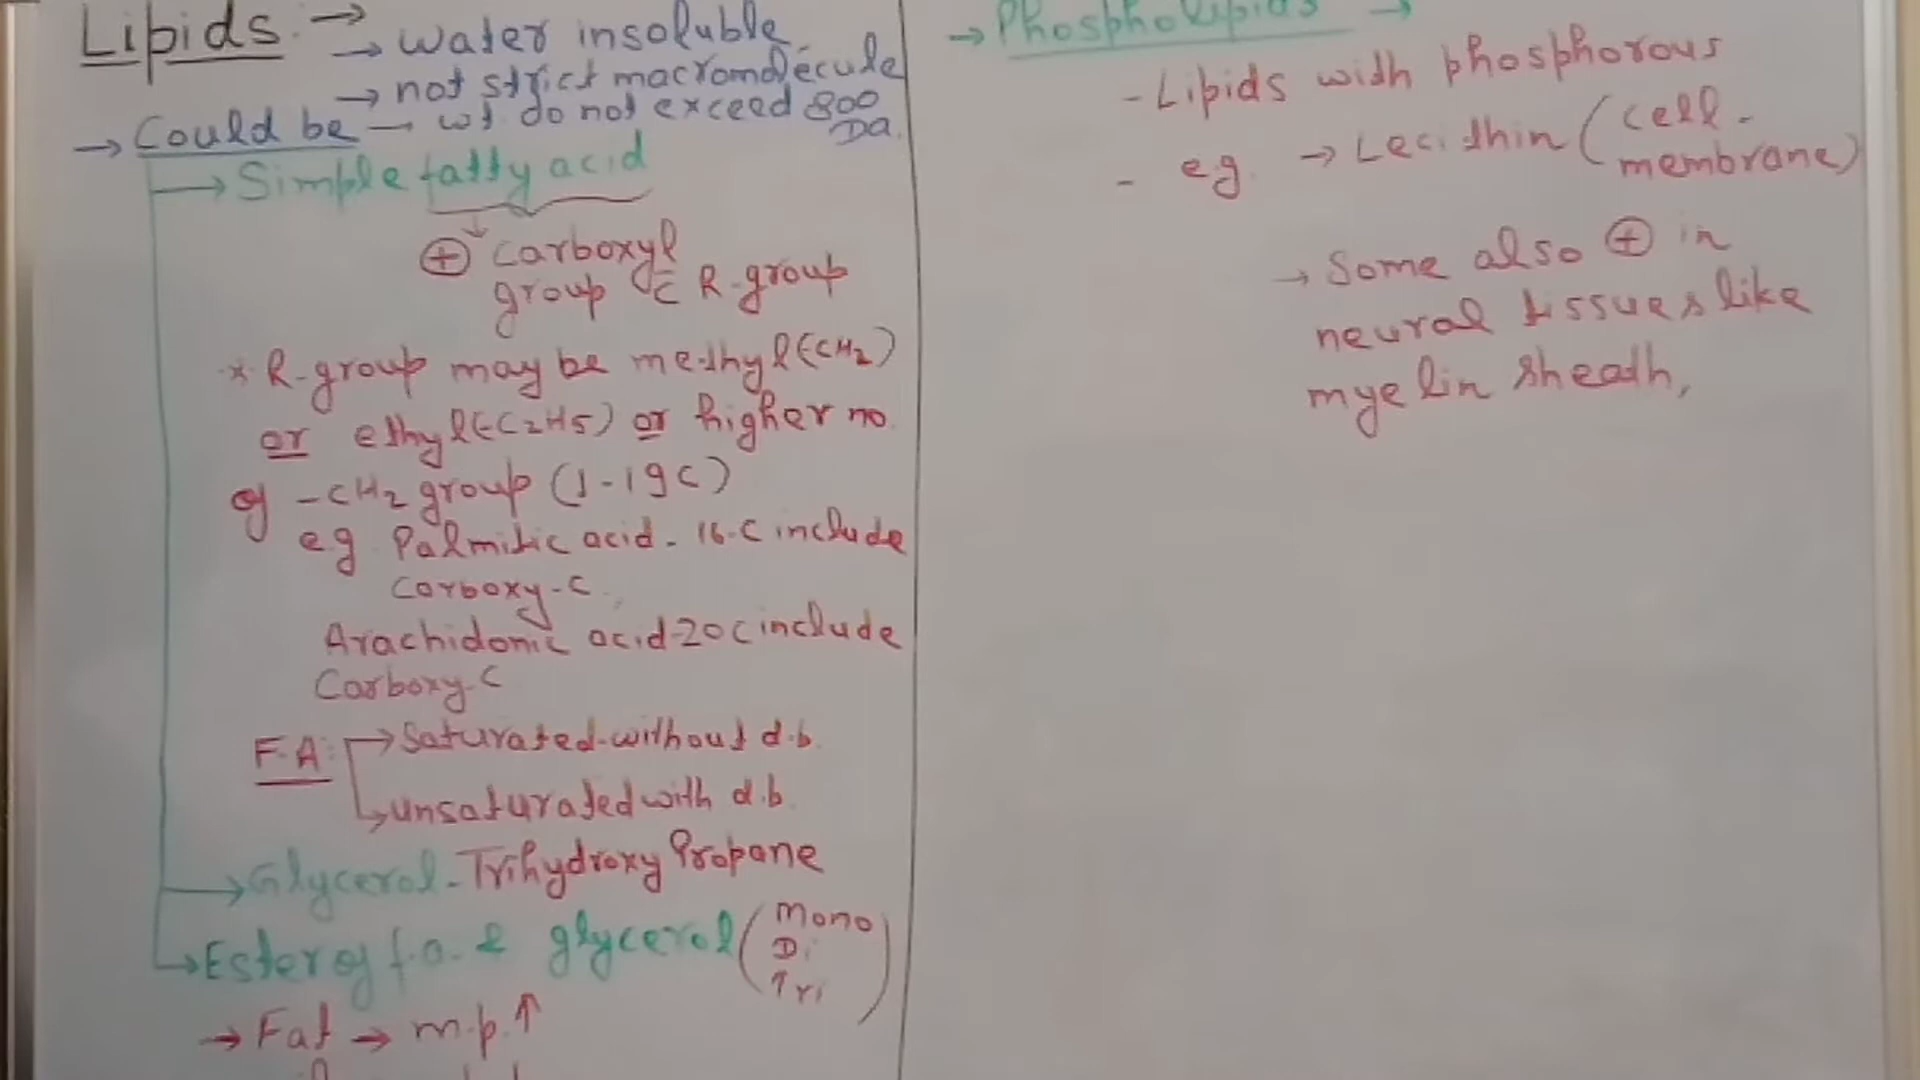 Lipids. →
→ water insoluble
→ not strict macromolecule
→ Could be — wt. do not exceed 800 Da.
→ Simple fatty acid
⊕ carboxyl
group c̄ R-group
* R-group may be methyl(-CH2)
or ethyl(-C2H5) or higher no.
of -CH2 group (1-19C)
e.g. Palmitic acid - 16-C include
Carboxy-C
Arachidonic acid-20C include
Carboxy-C
F.A. → Saturated-without d.b.
→ unsaturated with d.b.
→ Glycerol - Trihydroxy Propane
→ Ester of f.a. & glycerol (Mono
Di
Tri)
→ Fat → m.p. ↑
→ Phospholipids →
- Lipids with phosphorous
- eg. → Lecithin (cell-
membrane)
→ Some also ⊕ in
neural tissues like
myelin sheath,